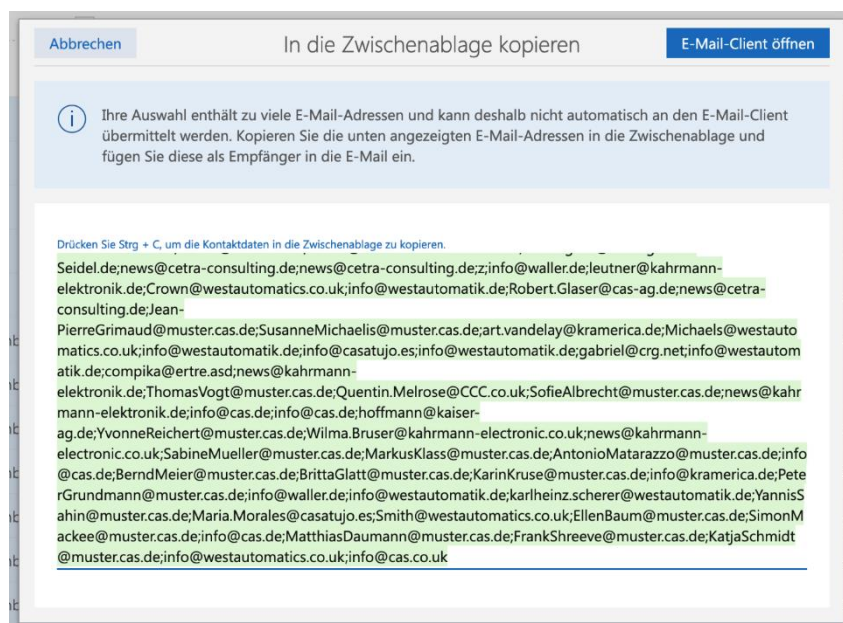 Abbrechen
In die Zwischenablage kopieren
E-Mail-Client öffnen
Ihre Auswahl enthält zu viele E-Mail-Adressen und kann deshalb nicht automatisch an den E-Mail-Client
übermittelt werden. Kopieren Sie die unten angezeigten E-Mail-Adressen in die Zwischenablage und
fügen Sie diese als Empfänger in die E-Mail ein.
Drücken Sie Strg + C, um die Kontaktdaten in die Zwischenablage zu kopieren.
Seidel.de;news@cetra-consulting.de;news@cetra-consulting.de;z;info@waller.de;leutner@kahrmann-
elektronik.de;Crown@westautomatics.co.uk;info@westautomatik.de;Robert.Glaser@cas-ag.de;news@cetra-
consulting.de;Jean-
PierreGrimaud@muster.cas.de;SusanneMichaelis@muster.cas.de;art.vandelay@kramerica.de;Michaels@westauto
matics.co.uk;info@westautomatik.de;info@casatujo.es;info@westautomatik.de;gabriel@crg.net;info@westautom
atik.de;compika@ertre.asd;news@kahrmann-
elektronik.de;ThomasVogt@muster.cas.de;Quentin.Melrose@CCC.co.uk;SofieAlbrecht@muster.cas.de;news@kahr
mann-elektronik.de;info@cas.de;info@cas.de;hoffmann@kaiser-
ag.de;YvonneReichert@muster.cas.de;Wilma.Bruser@kahrmann-electronic.co.uk;news@kahrmann-
electronic.co.uk;SabineMueller@muster.cas.de;MarkusKlass@muster.cas.de;AntonioMatarazzo@muster.cas.de;info
@cas.de;BerndMeier@muster.cas.de;BrittaGlatt@muster.cas.de;KarinKruse@muster.cas.de;info@kramerica.de;Pete
rGrundmann@muster.cas.de;info@waller.de;info@westautomatik.de;karlheinz.scherer@westautomatik.de;YannisS
ahin@muster.cas.de;Maria.Morales@casatujo.es;Smith@westautomatics.co.uk;EllenBaum@muster.cas.de;SimonM
ackee@muster.cas.de;info@cas.de;MatthiasDaumann@muster.cas.de;FrankShreeve@muster.cas.de;KatjaSchmidt
@muster.cas.de;info@westautomatics.co.uk;info@cas.co.uk